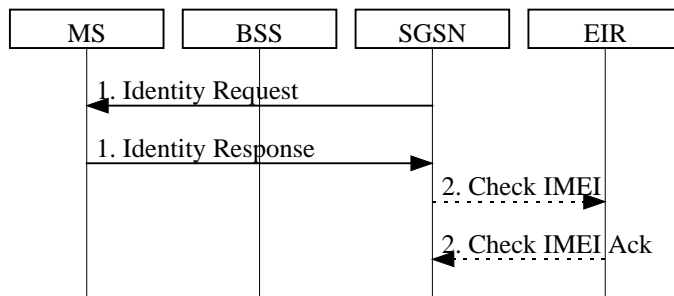 MS BSS SGSN EIR
1. Identity Request
1. Identity Response
2. Check IMEI
2. Check IMEI Ack